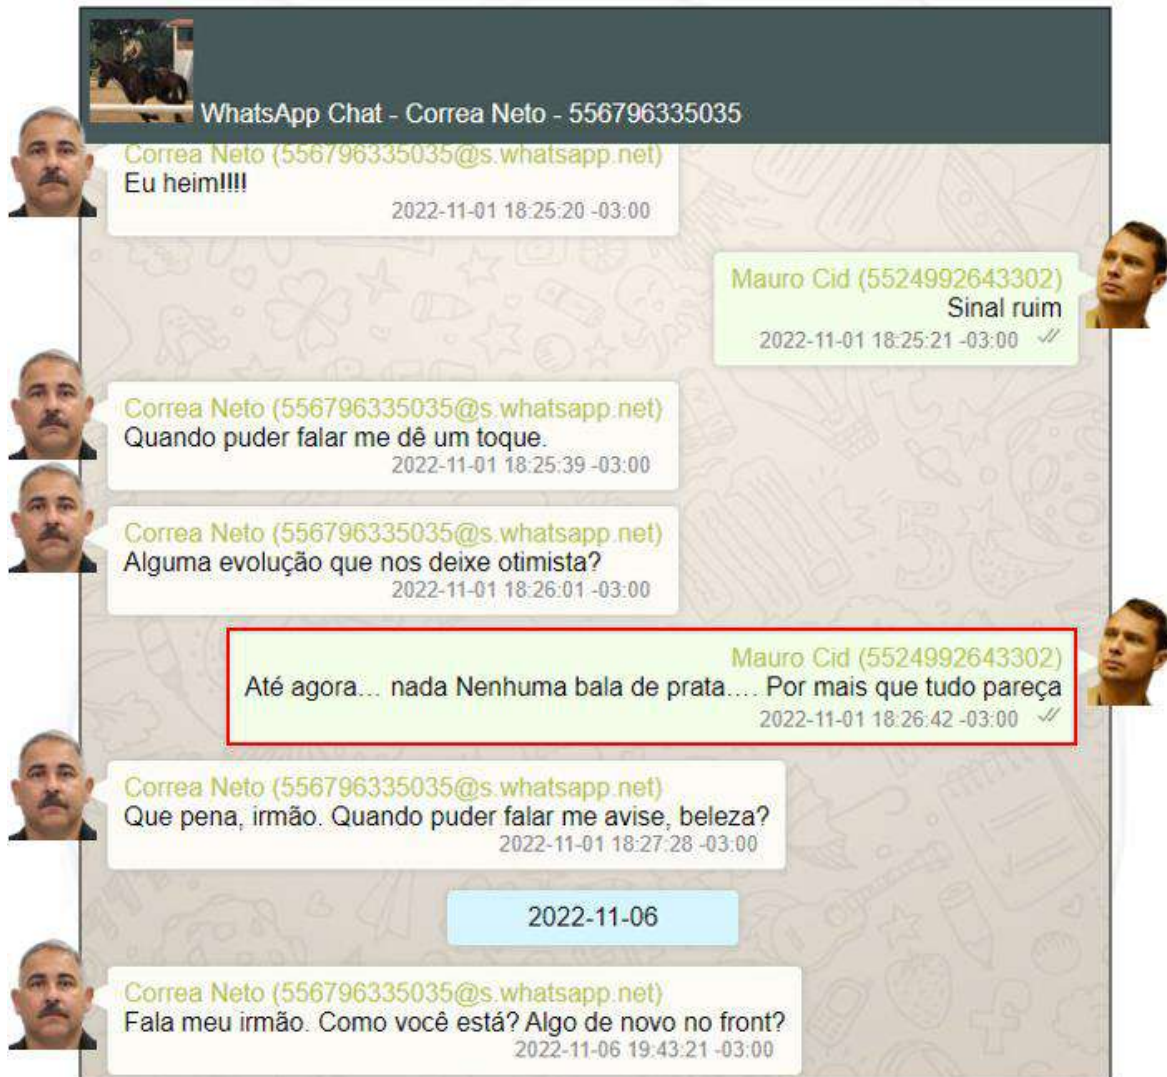 WhatsApp Chat - Correa Neto - 556796335035
Correa Neto (556796335035@s.whatsapp.net)
Eu heim!!!!
2022-11-01 18:25:20 -03:00
Mauro Cid (5524992643302)
Sinal ruim
2022-11-01 18:25:21 -03:00
Correa Neto (556796335035@s.whatsapp.net)
Quando puder falar me dê um toque.
2022-11-01 18:25:39 -03:00
Correa Neto (556796335035@s.whatsapp.net)
Alguma evolução que nos deixe otimista?
2022-11-01 18:26:01 -03:00
Mauro Cid (5524992643302)
Até agora... nada Nenhuma bala de prata.... Por mais que tudo pareça
2022-11-01 18:26:42 -03:00
Correa Neto (556796335035@s.whatsapp.net)
Que pena, irmão. Quando puder falar me avise, beleza?
2022-11-01 18:27:28 -03:00
2022-11-06
Correa Neto (556796335035@s.whatsapp.net)
Fala meu irmão. Como você está? Algo de novo no front?
2022-11-06 19:43:21 -03:00